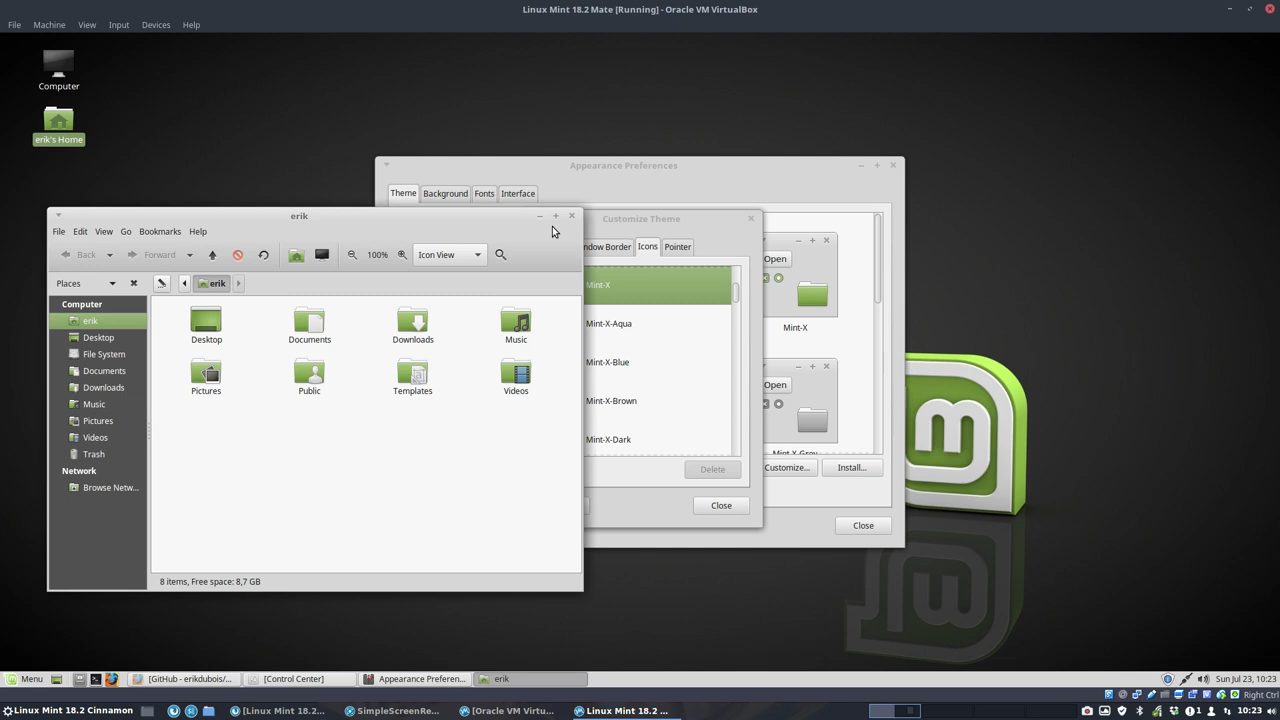 Linux Mint 18.2 Mate [Running] - Oracle VM VirtualBox
File Machine View Input Devices Help
Computer
erik's Home
Appearance Preferences
Theme Background Fonts Interface
Customize Theme
ndow Border Icons Pointer
Mint-X
Mint-X-Aqua
Mint-X-Blue
Mint-X-Brown
Mint-X-Dark
Delete
Close
Open
Mint-X
Open
Mint-X-Grey
Customize... Install...
Close
erik
File Edit View Go Bookmarks Help
Back Forward 100% Icon View
Places erik
Computer
erik
Desktop
File System
Documents
Downloads
Music
Pictures
Videos
Trash
Network
Browse Netw...
Desktop Documents Downloads Music
Pictures Public Templates Videos
8 items, Free space: 8,7 GB
Menu [GitHub - erikdubois/... [Control Center] Appearance Preferen... erik Sun Jul 23, 10:23
Right Ctrl
Linux Mint 18.2 Cinnamon [Linux Mint 18.2... SimpleScreenRe... [Oracle VM Virtu... Linux Mint 18.2 ... 1 10:23